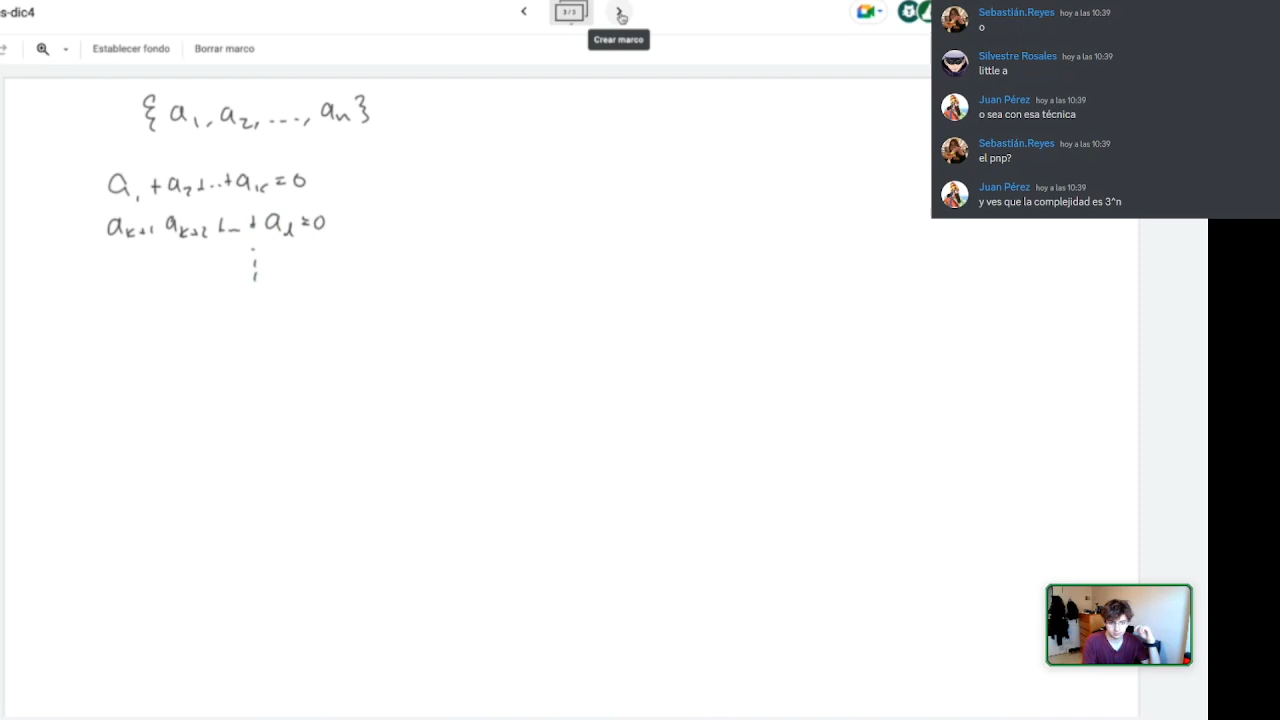 s-dic4
3/3
Crear marco
Establecer fondo
Borrar marco
{ a1, a2, ..., an }
a1 + a2 + ... + ak = 0
ak+1 ak+2 + ... + al = 0
Sebastián.Reyes hoy a las 10:39
o
Silvestre Rosales hoy a las 10:39
little a
Juan Pérez hoy a las 10:39
o sea con esa técnica
Sebastián.Reyes hoy a las 10:39
el pnp?
Juan Pérez hoy a las 10:39
y ves que la complejidad es 3^n